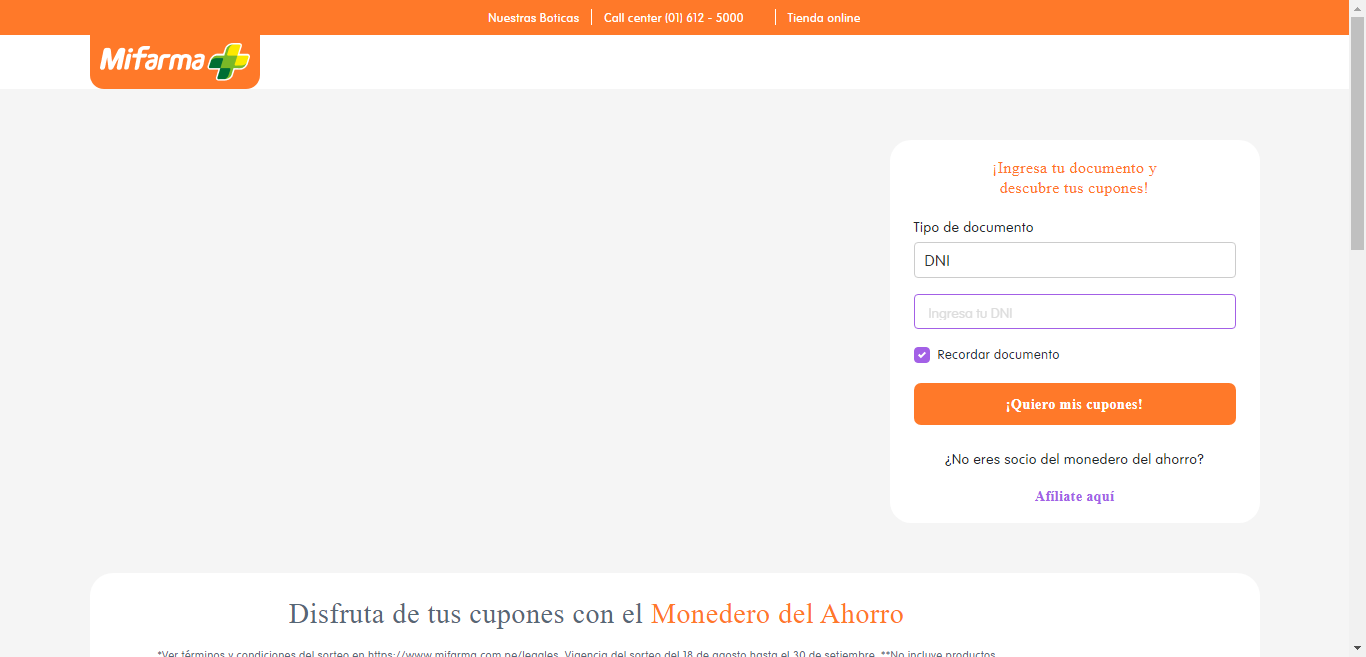 Nuestras Boticas
Call center (01) 612 - 5000
Tienda online
Mifarma
¡Ingresa tu documento y
descubre tus cupones!
Tipo de documento
DNI
Ingresa tu DNI
Recordar documento
¡Quiero mis cupones!
¿No eres socio del monedero del ahorro?
Afíliate aquí
Disfruta de tus cupones con el Monedero del Ahorro
*Ver términos y condiciones del sorteo en https://www.mifarma.com.pe/legales. Vigencia del sorteo del 18 de agosto hasta el 30 de setiembre. **No incluye productos